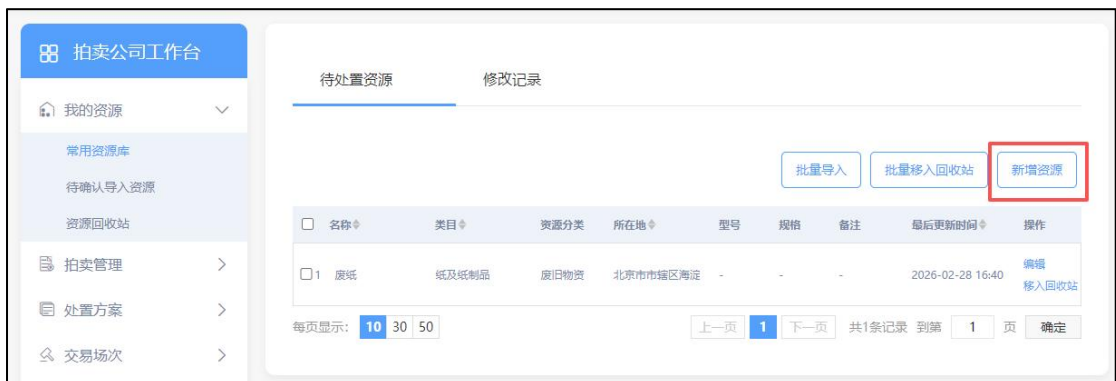 拍卖公司工作台
我的资源
常用资源库
待确认导入资源
资源回收站
拍卖管理
处置方案
交易场次
待处置资源 修改记录
批量导入 批量移入回收站 新增资源
名称 类目 资源分类 所在地 型号 规格 备注 最后更新时间 操作
1 废纸 纸及纸制品 废旧物资 北京市市辖区海淀 - - - 2026-02-28 16:40 编辑
移入回收站
每页显示： 10 30 50 上一页 1 下一页 共1条记录 到第 1 页 确定